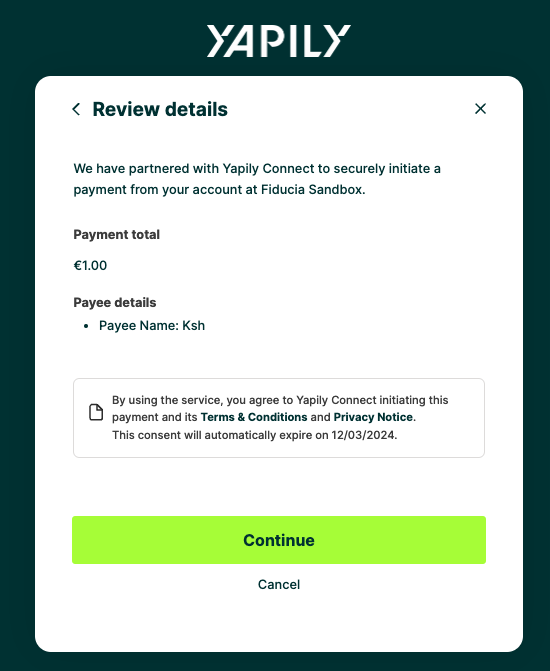 YAPILY
Review details
We have partnered with Yapily Connect to securely initiate a
payment from your account at Fiducia Sandbox.
Payment total
€1.00
Payee details
• Payee Name: Ksh
By using the service, you agree to Yapily Connect initiating this
payment and its Terms & Conditions and Privacy Notice.
This consent will automatically expire on 12/03/2024.
Continue
Cancel